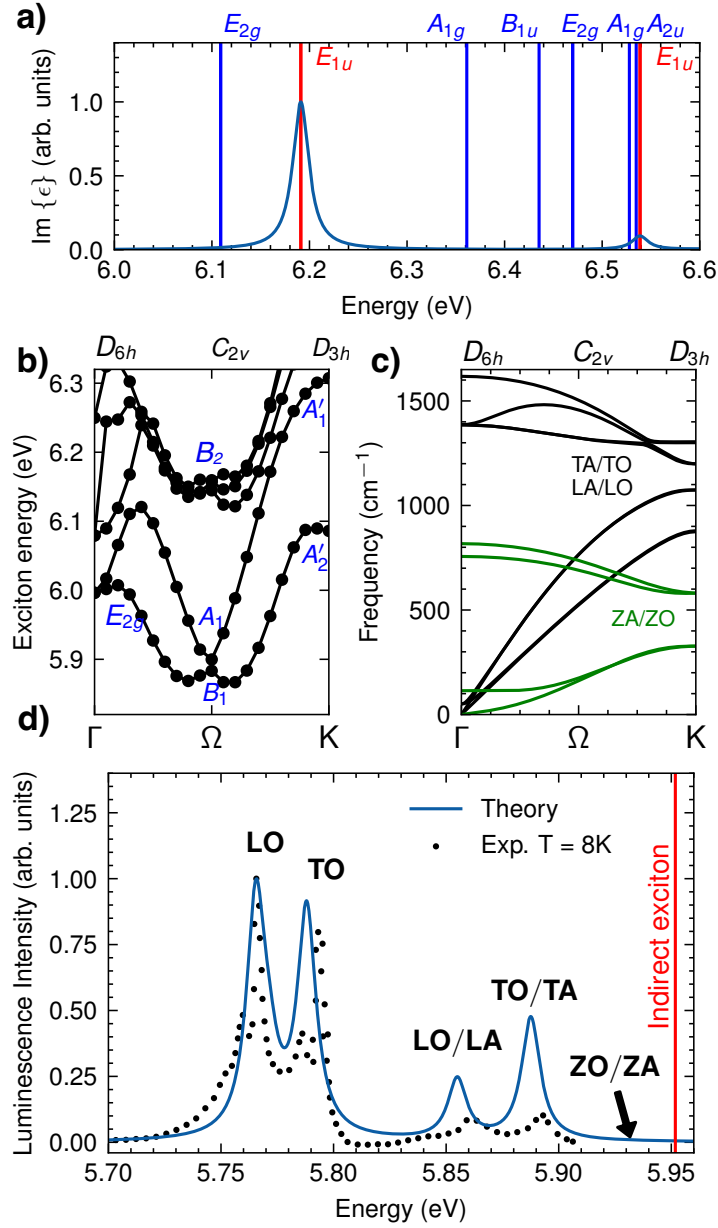 a)
E2g A1g B1u E2g A1g A2u
E1u E1u
Im {ϵ} (arb. units)
1.0
0.5
0.0
6.0 6.1 6.2 6.3 6.4 6.5 6.6
Energy (eV)
b)
D6h C2v D3h
Exciton energy (eV)
6.3
6.2
6.1
6.0
5.9
A′1
B2
A′2
E2g A1
B1
Γ Ω K
c)
D6h C2v D3h
Frequency (cm−1)
1500
1000
500
0
TA/TO
LA/LO
ZA/ZO
Γ Ω K
d)
Luminescence Intensity (arb. units)
1.25
1.00
0.75
0.50
0.25
0.00
Theory
Exp. T = 8K
LO
TO
TO/TA
LO/LA
ZO/ZA
Indirect exciton
5.70 5.75 5.80 5.85 5.90 5.95
Energy (eV)